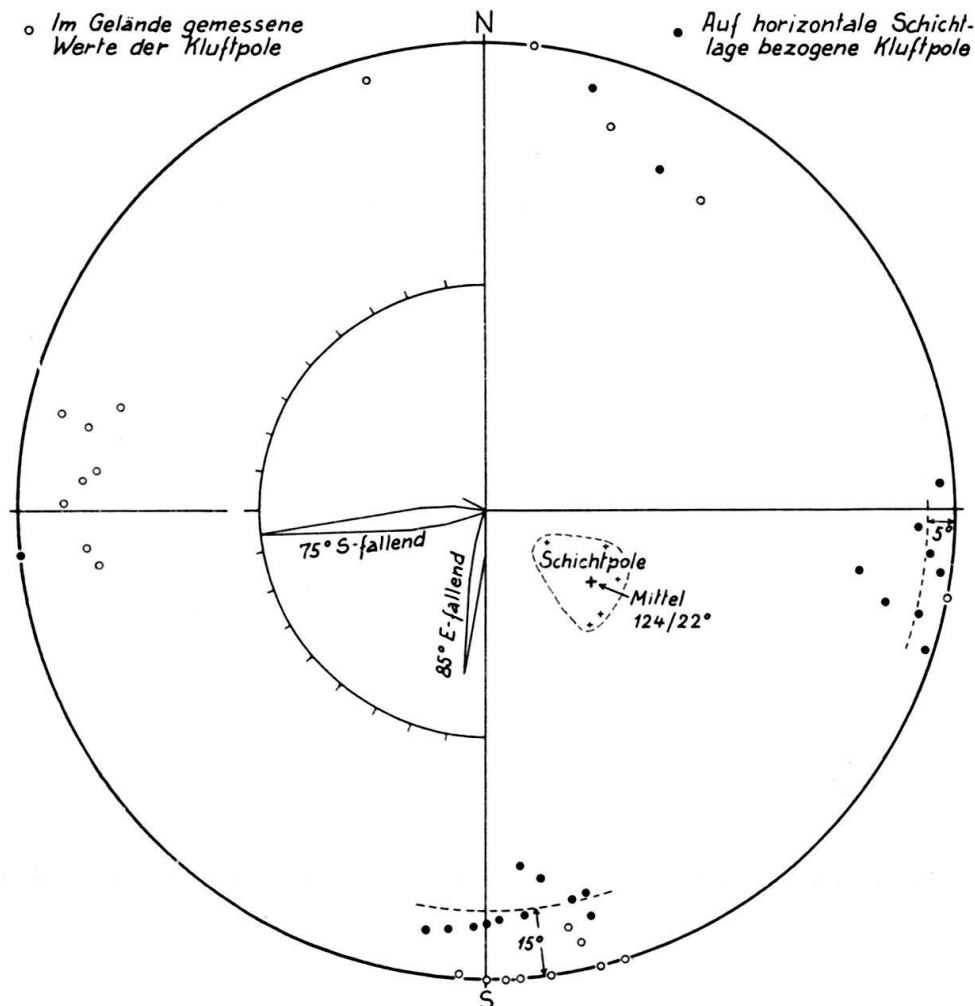 Im Gelände gemessene
Werte der Kluftpole
N
Auf horizontale Schicht-
lage bezogene Kluftpole
5°
75° S-fallend
85° E-fallend
Schichtpole
Mittel
124/22°
15°
S